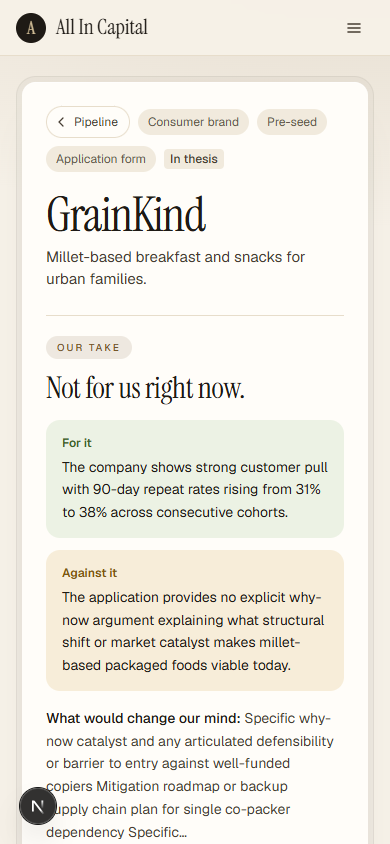 A All In Capital
Pipeline
Consumer brand
Pre-seed
Application form
In thesis
GrainKind
Millet-based breakfast and snacks for
urban families.
OUR TAKE
Not for us right now.
For it
The company shows strong customer pull
with 90-day repeat rates rising from 31%
to 38% across consecutive cohorts.
Against it
The application provides no explicit why-
now argument explaining what structural
shift or market catalyst makes millet-
based packaged foods viable today.
What would change our mind: Specific why-
now catalyst and any articulated defensibility
or barrier to entry against well-funded
copiers Mitigation roadmap or backup
supply chain plan for single co-packer
dependency Specific...
N